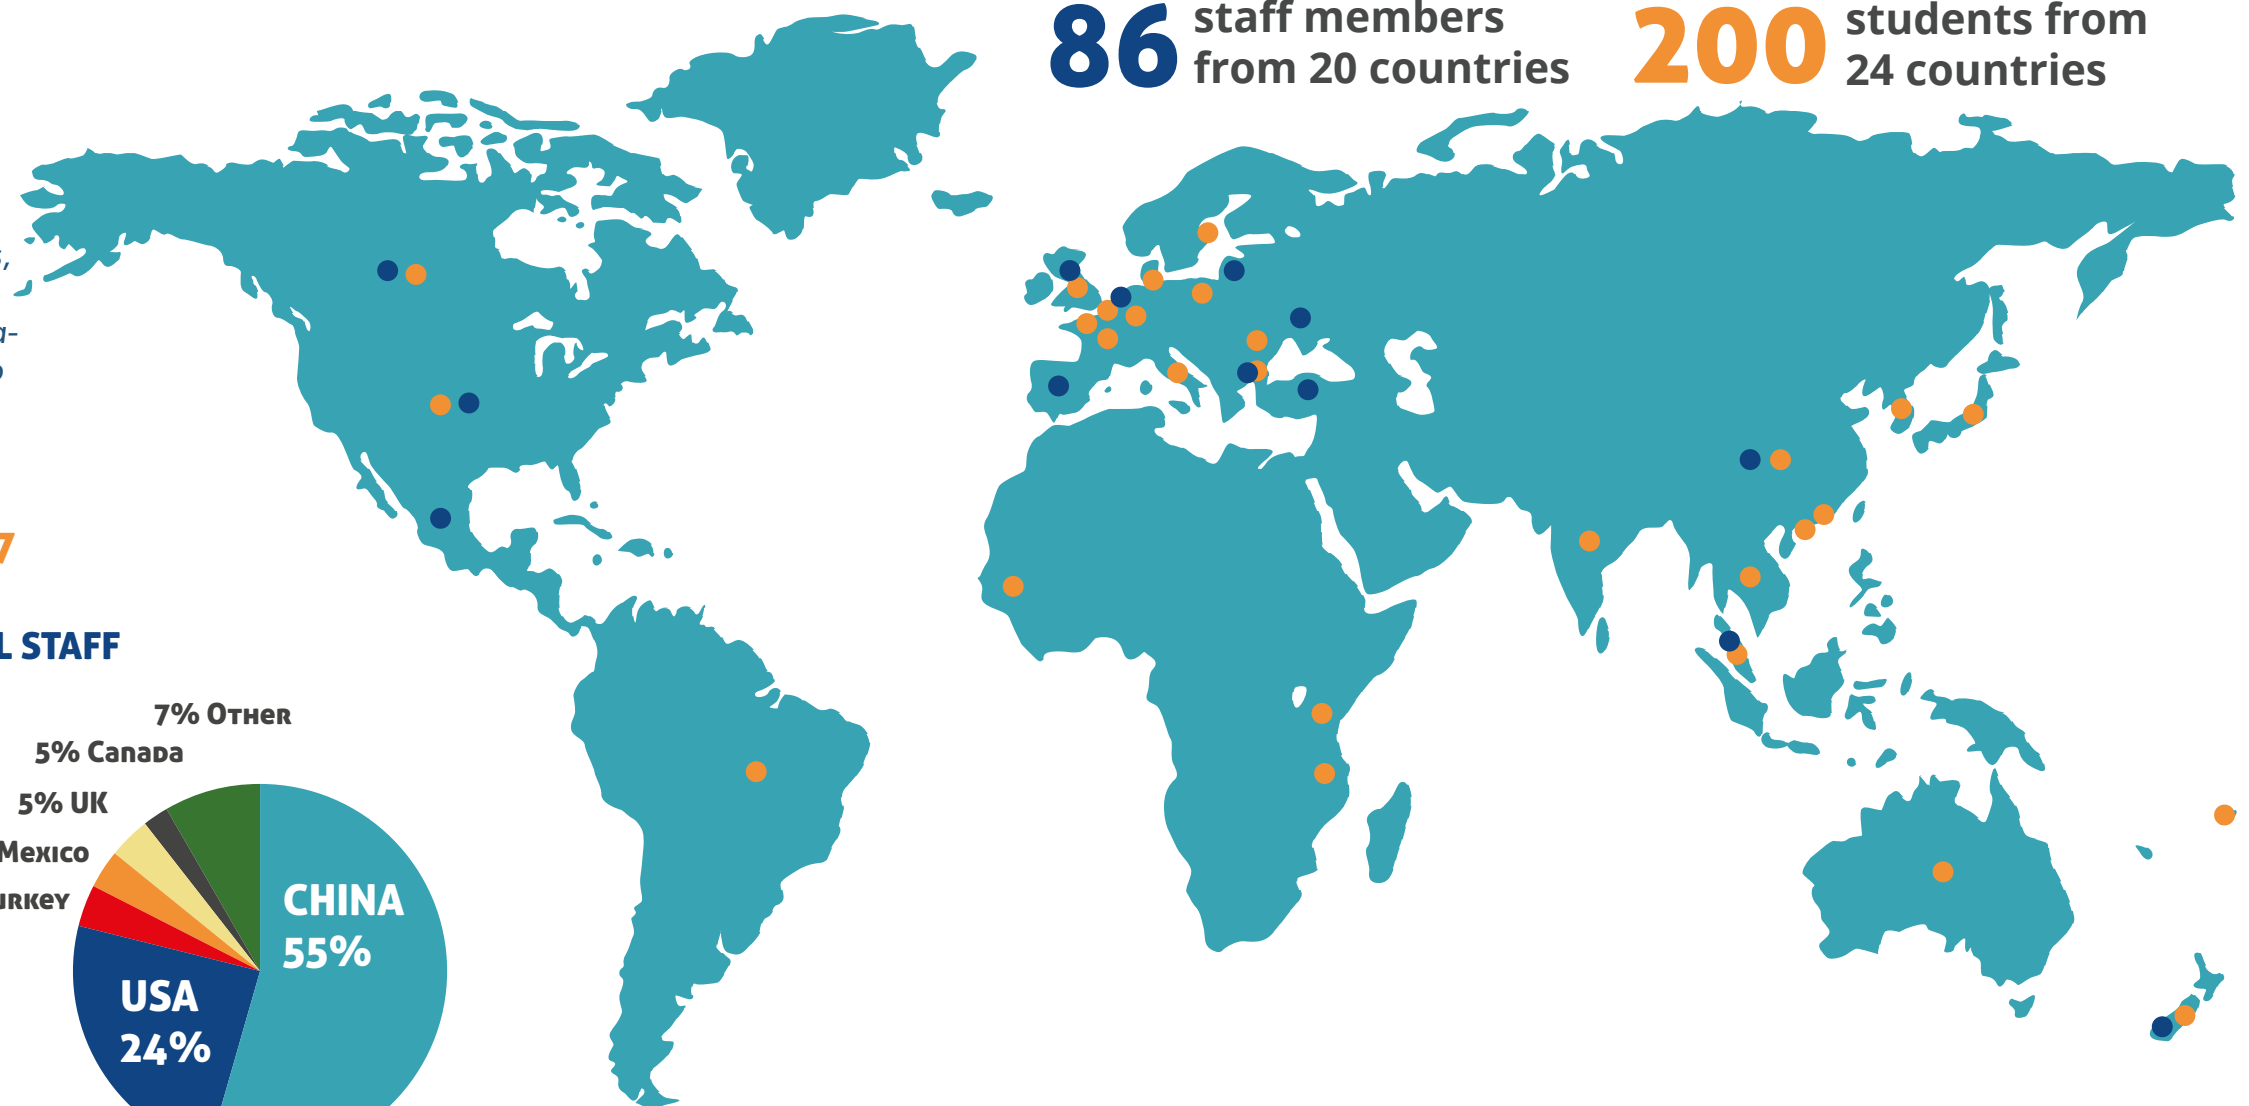 86 staff members
from 20 countries
200 students from
24 countries
7
STAFF
7% Other
5% Canada
5% UK
Mexico
CHINA
55%
USA
24%